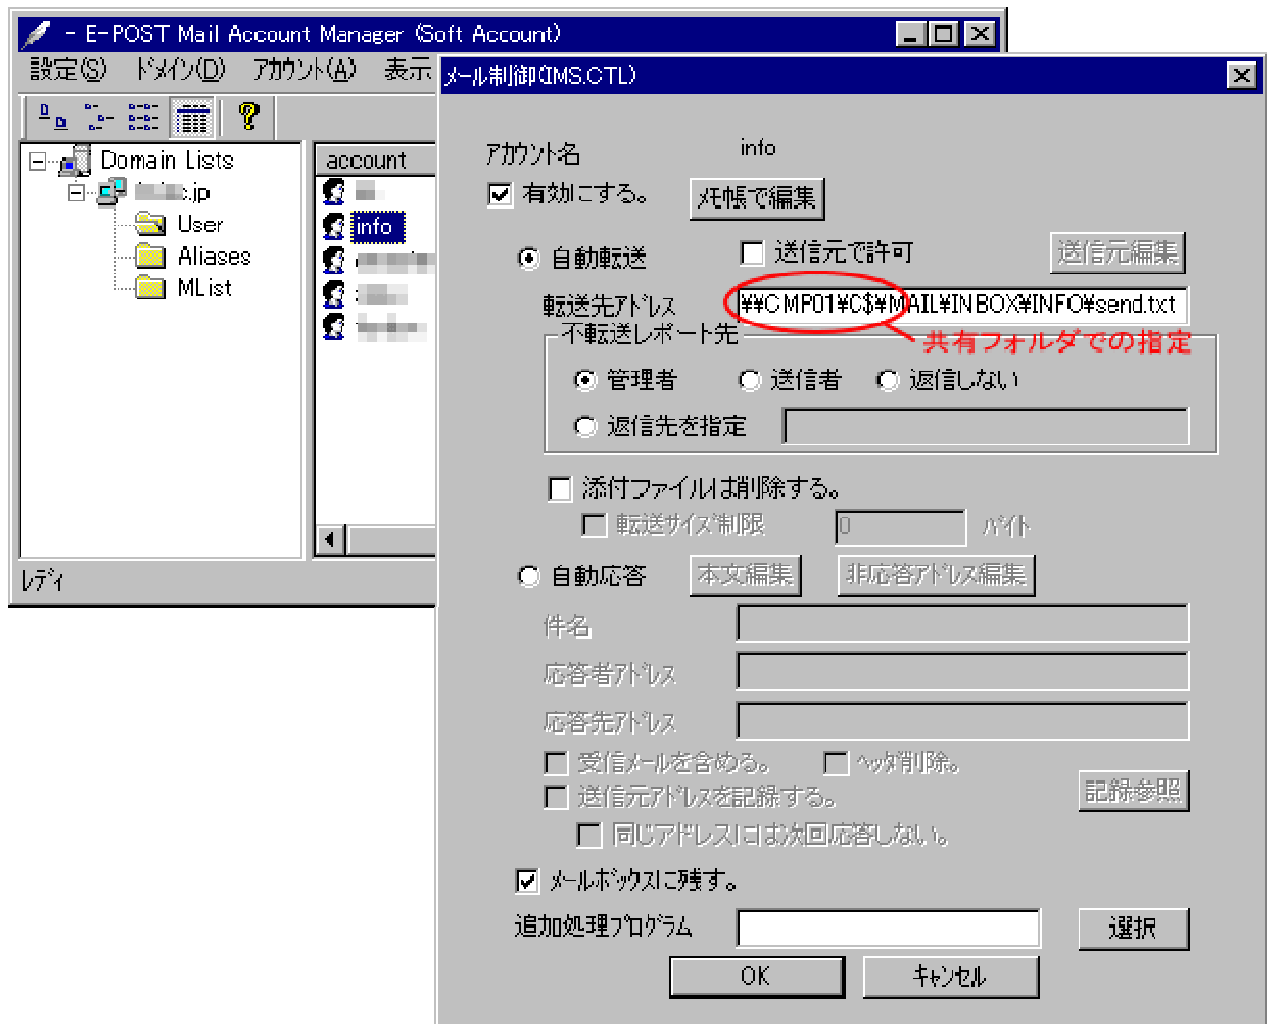 - E-POST Mail Account Manager (Soft Account)
設定(S) ドメイン(D) アカウント(A) 表示
Domain Lists
.jp
User
Aliases
MList
account
info
レディ
メール制御(IMS.CTL)
アカウント名 info
有効にする。 メモ帳で編集
自動転送 送信元で許可 送信元編集
転送先アドレス ¥¥CMP01¥C$¥MAIL¥INBOX¥INFO¥send.txt
共有フォルダでの指定
不転送レポート先
管理者 送信者 返信しない
返信先を指定
添付ファイルは削除する。
転送サイズ制限 0 バイト
自動応答 本文編集 非応答アドレス編集
件名
応答者アドレス
応答先アドレス
受信メールを含める。 ヘッダ削除。
送信元アドレスを記録する。 記録参照
同じアドレスには次回応答しない。
メールボックスに残す。
追加処理プログラム 選択
OK キャンセル